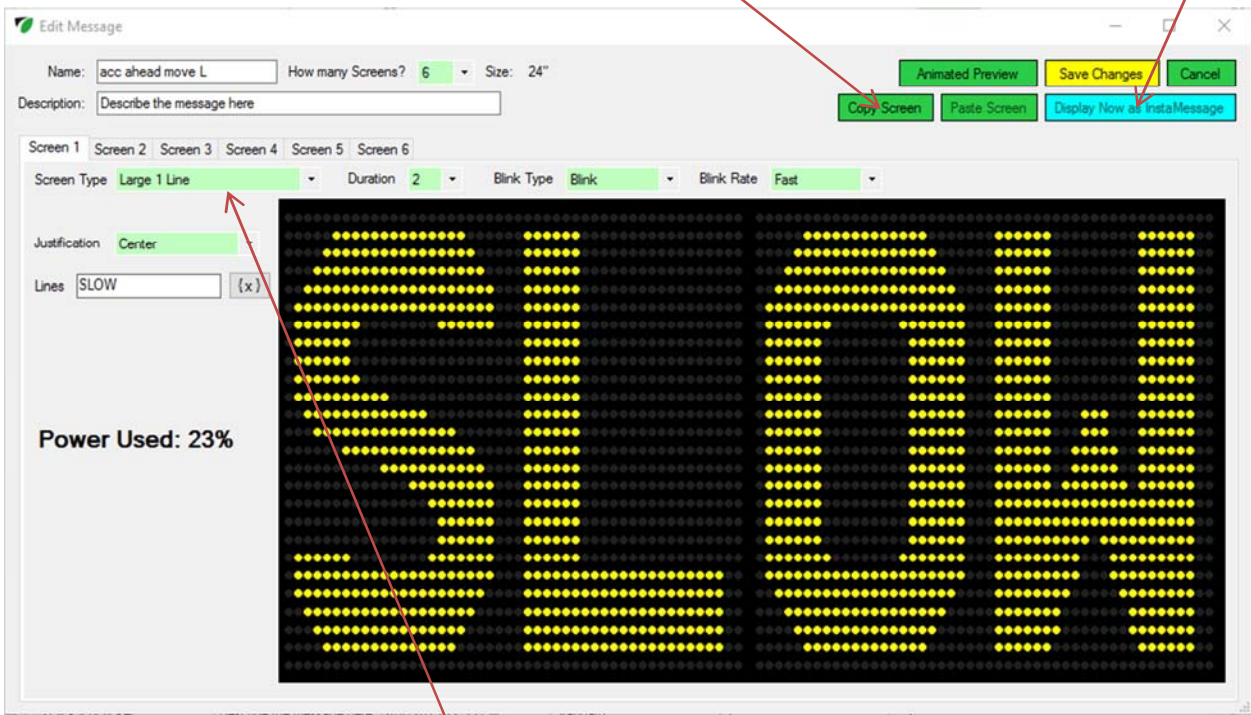 Edit Message
Name: acc ahead move L How many Screens? 6 Size: 24" Animated Preview Save Changes Cancel
Description: Describe the message here Copy Screen Paste Screen Display Now as InstaMessage
Screen 1 Screen 2 Screen 3 Screen 4 Screen 5 Screen 6
Screen Type Large 1 Line Duration 2 Blink Type Blink Blink Rate Fast
Justification Center
Lines SLOW {x}
SLOW
Power Used: 23%